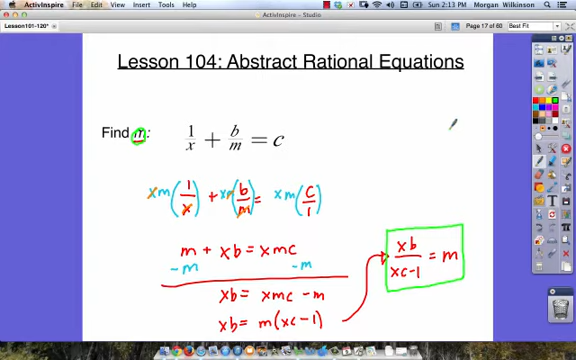 ActivInspire File Edit View Insert Tools Help Sun 2:13 PM Morgan Wilkinson
ActivInspire – Studio
Lesson101-120* Page 17 of 60 Best Fit
Lesson 104: Abstract Rational Equations
Find m: 1/x + b/m = c
xm(1/x) + xm(b/m) = xm(c/1)
m + xb = xmc
-m -m
xb = xmc - m
xb = m(xc - 1)
xb/(xc-1) = m